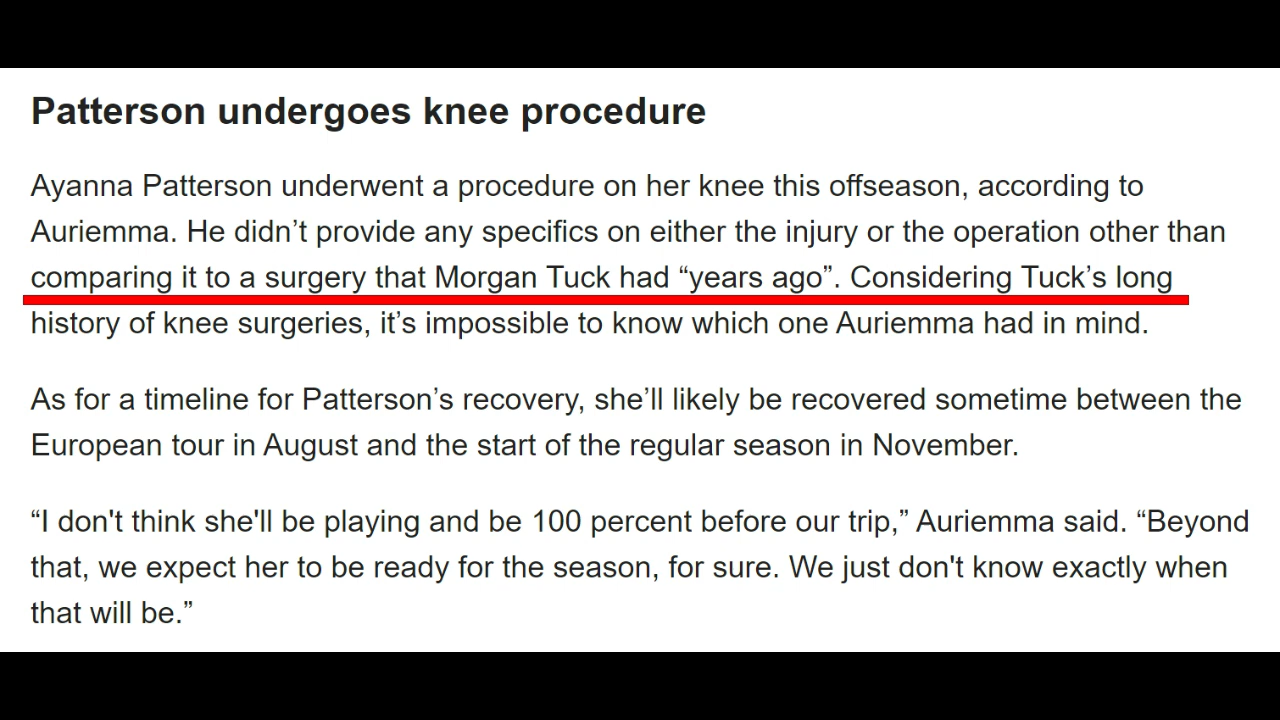 Patterson undergoes knee procedure
Ayanna Patterson underwent a procedure on her knee this offseason, according to
Auriemma. He didn’t provide any specifics on either the injury or the operation other than
comparing it to a surgery that Morgan Tuck had “years ago”. Considering Tuck’s long
history of knee surgeries, it’s impossible to know which one Auriemma had in mind.
As for a timeline for Patterson’s recovery, she’ll likely be recovered sometime between the
European tour in August and the start of the regular season in November.
“I don't think she'll be playing and be 100 percent before our trip,” Auriemma said. “Beyond
that, we expect her to be ready for the season, for sure. We just don't know exactly when
that will be.”